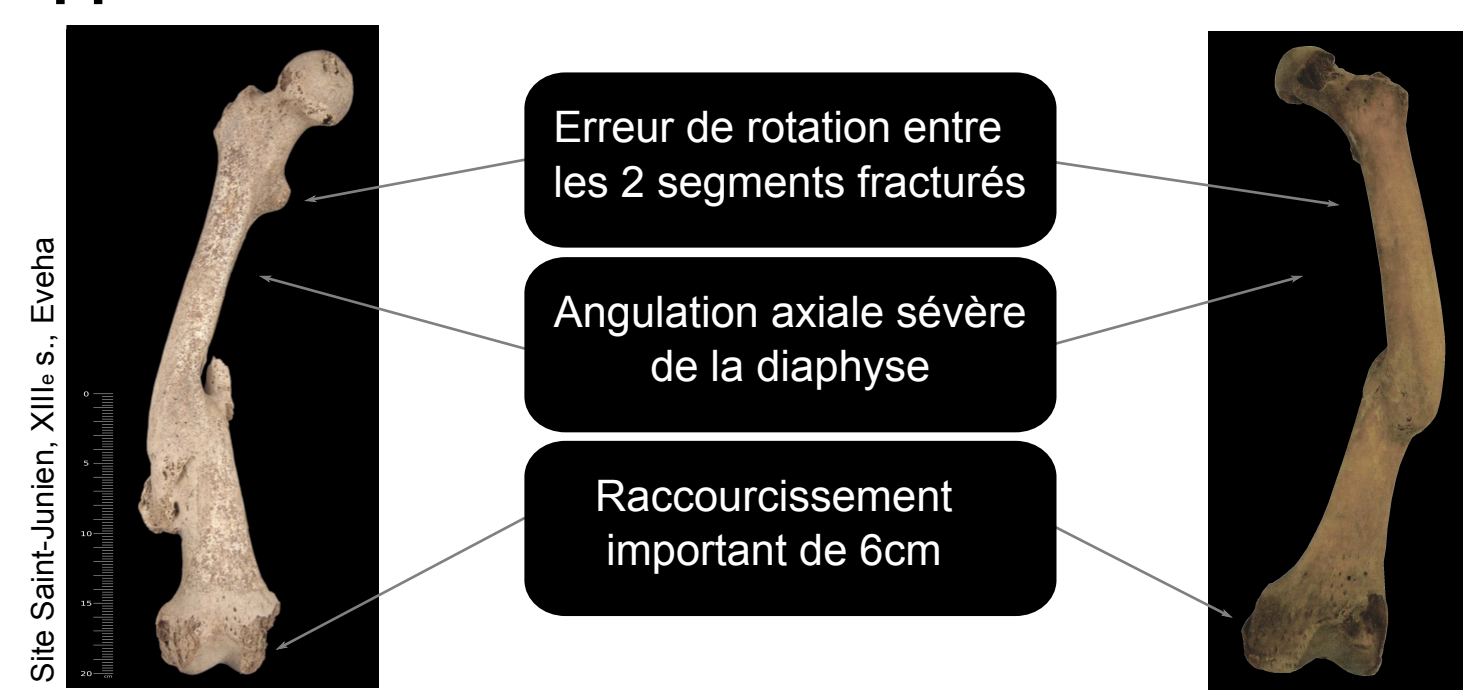 Site Saint-Junien, XIIIe s., Eveha
0
5
10
15
20
cm
Erreur de rotation entre
les 2 segments fracturés
Angulation axiale sévère
de la diaphyse
Raccourcissement
important de 6cm